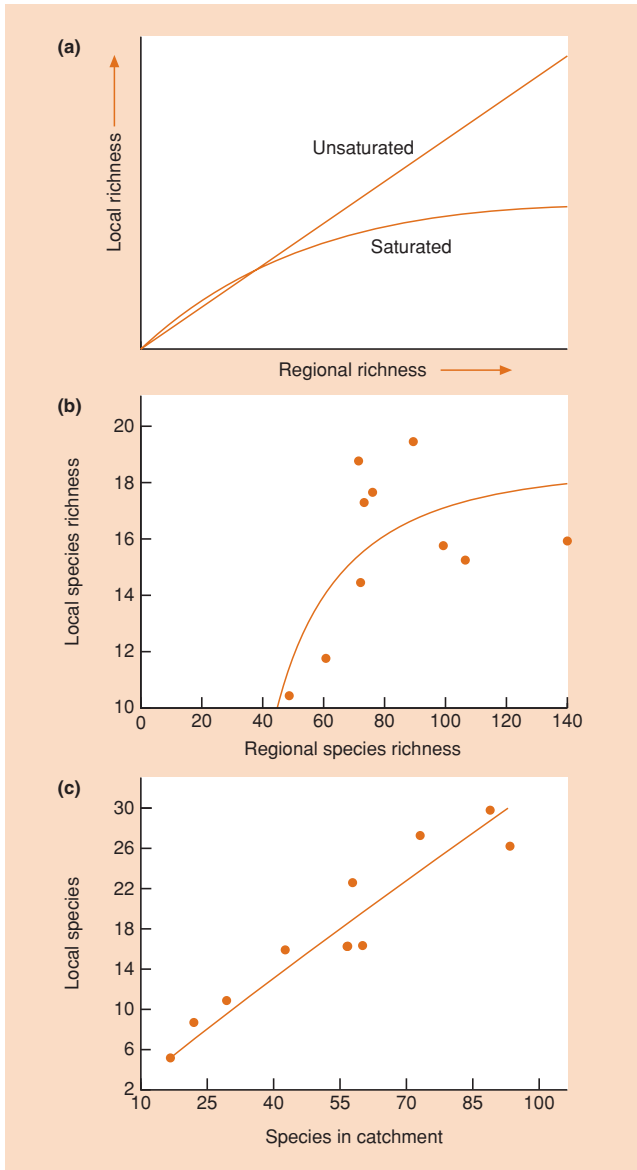 (a)
Local richness
Unsaturated
Saturated
Regional richness
(b)
Local species richness
20
18
16
14
12
10
0 20 40 60 80 100 120 140
Regional species richness
(c)
Local species
30
26
22
18
14
10
6
2
10 25 40 55 70 85 100
Species in catchment